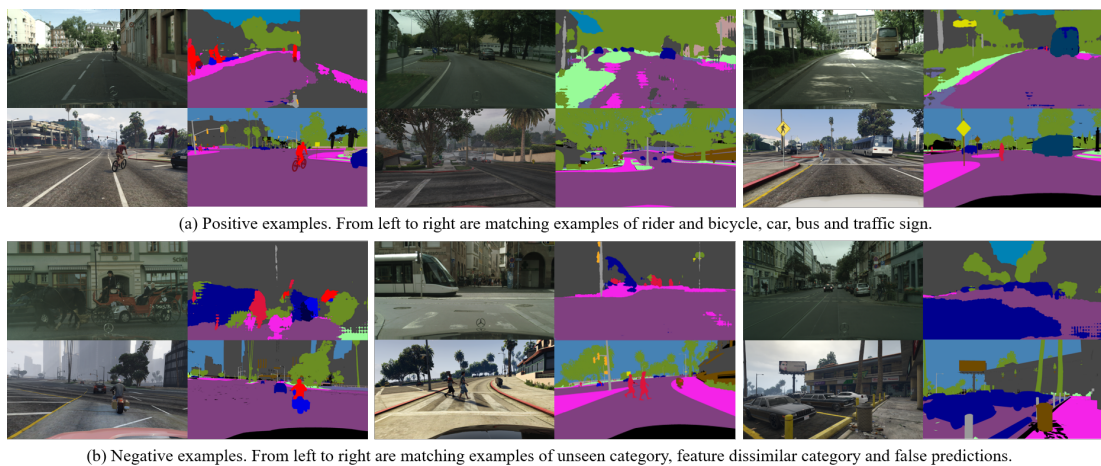 (a) Positive examples. From left to right are matching examples of rider and bicycle, car, bus and traffic sign.
(b) Negative examples. From left to right are matching examples of unseen category, feature dissimilar category and false predictions.